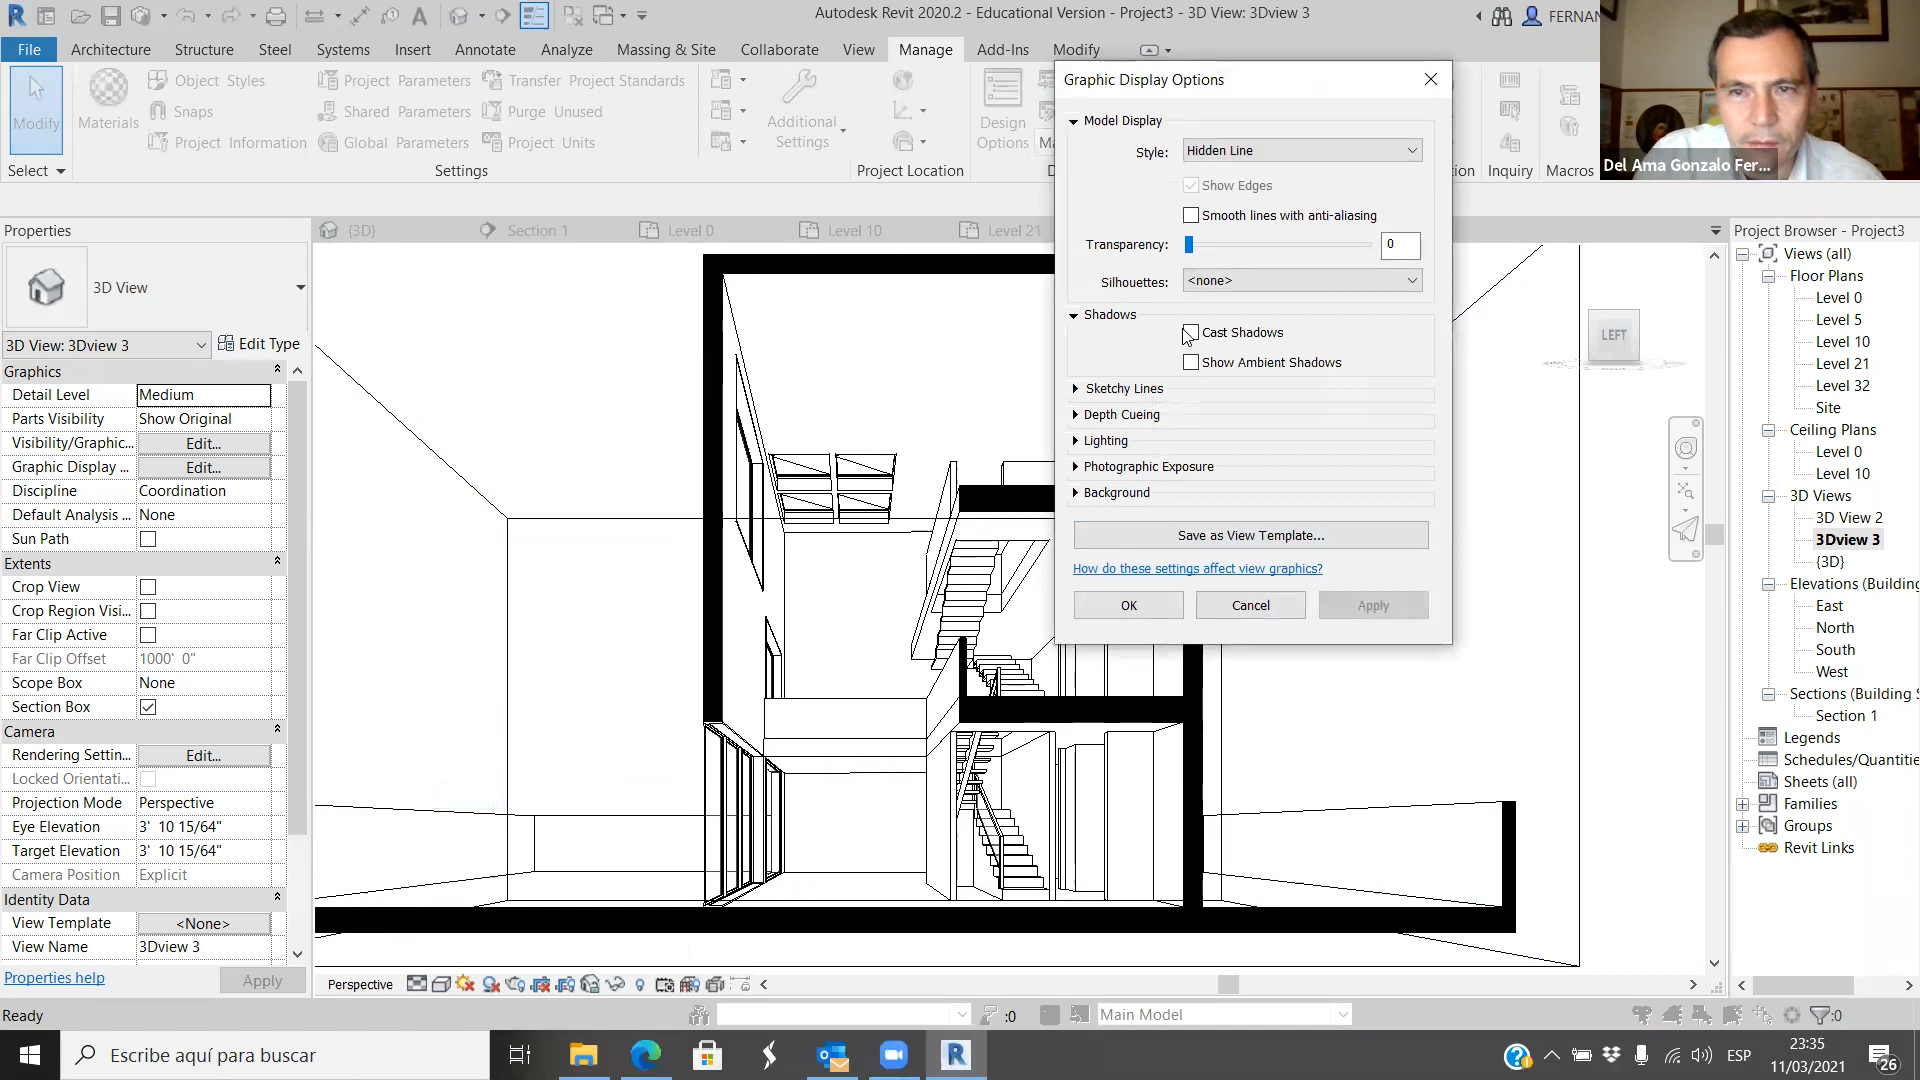 Autodesk Revit 2020.2 - Educational Version - Project3 - 3D View: 3Dview 3
FERNAN
File Architecture Structure Steel Systems Insert Annotate Analyze Massing & Site Collaborate View Manage Add-Ins Modify
Modify
Materials
Object Styles
Snaps
Project Information
Project Parameters
Shared Parameters
Global Parameters
Transfer Project Standards
Purge Unused
Project Units
Additional
Settings
Design
Options
Ma
Select
Settings
Project Location
D
tion
Inquiry
Macros
Del Ama Gonzalo Fer...
Properties
3D View
3D View: 3Dview 3
Edit Type
Graphics
Detail Level Medium
Parts Visibility Show Original
Visibility/Graphic... Edit...
Graphic Display ... Edit...
Discipline Coordination
Default Analysis ... None
Sun Path
Extents
Crop View
Crop Region Visi...
Far Clip Active
Far Clip Offset 1000' 0"
Scope Box None
Section Box
Camera
Rendering Settin... Edit...
Locked Orientati...
Projection Mode Perspective
Eye Elevation 3' 10 15/64"
Target Elevation 3' 10 15/64"
Camera Position Explicit
Identity Data
View Template <None>
View Name 3Dview 3
Properties help
Apply
{3D}
Section 1
Level 0
Level 10
Level 21
LEFT
Graphic Display Options
Model Display
Style: Hidden Line
Show Edges
Smooth lines with anti-aliasing
Transparency: 0
Silhouettes: <none>
Shadows
Cast Shadows
Show Ambient Shadows
Sketchy Lines
Depth Cueing
Lighting
Photographic Exposure
Background
Save as View Template...
How do these settings affect view graphics?
OK Cancel Apply
Project Browser - Project3
Views (all)
Floor Plans
Level 0
Level 5
Level 10
Level 21
Level 32
Site
Ceiling Plans
Level 0
Level 10
3D Views
3D View 2
3Dview 3
{3D}
Elevations (Building
East
North
South
West
Sections (Building S
Section 1
Legends
Schedules/Quantitie
Sheets (all)
Families
Groups
Revit Links
Perspective
Ready
:0
Main Model
:0
Escribe aquí para buscar
ESP
23:35
11/03/2021
26